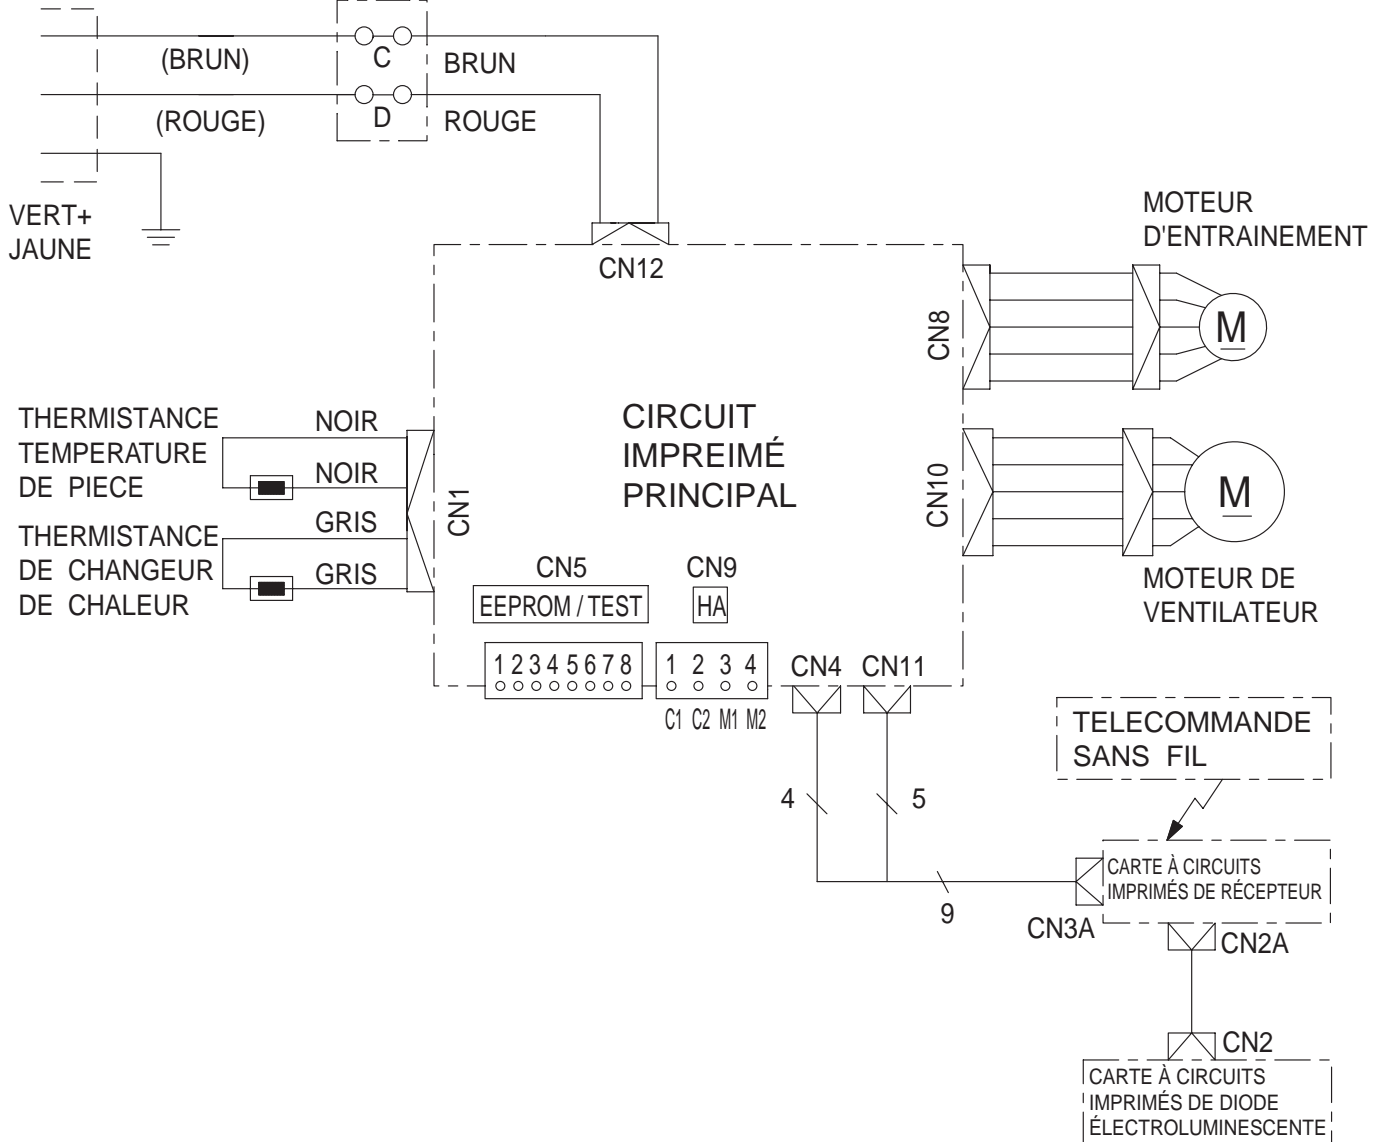 (BRUN)
C
BRUN
(ROUGE)
D
ROUGE
VERT+
JAUNE
CN12
MOTEUR
D'ENTRAINEMENT
CN8
M
THERMISTANCE
TEMPERATURE
DE PIECE
NOIR
NOIR
THERMISTANCE
DE CHANGEUR
DE CHALEUR
GRIS
GRIS
CN1
CIRCUIT
IMPREIMÉ
PRINCIPAL
CN10
M
MOTEUR DE
VENTILATEUR
CN5
EEPROM / TEST
CN9
HA
1 2 3 4 5 6 7 8
1 2 3 4
C1 C2 M1 M2
CN4
CN11
4
5
9
TELECOMMANDE
SANS FIL
CARTE À CIRCUITS
IMPRIMÉS DE RÉCEPTEUR
CN3A
CN2A
CN2
CARTE À CIRCUITS
IMPRIMÉS DE DIODE
ÉLECTROLUMINESCENTE